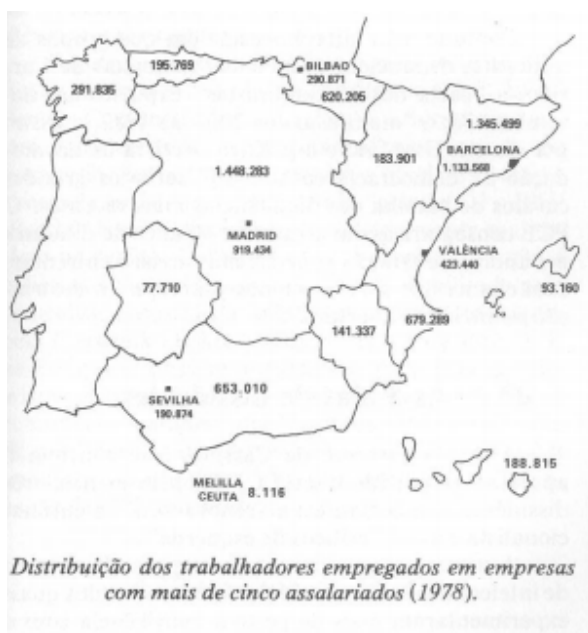 195.769
BILBAO
290.871
291.835
620.205
1.345.499
BARCELONA
1.133.568
183.901
1.448.283
MADRID
919.434
VALÈNCIA
423.440
77.710
93.160
679.289
141.337
653,010
SEVILHA
190.874
188.815
MELILLA
CEUTA 8.116
Distribuição dos trabalhadores empregados em empresas
com mais de cinco assalariados (1978).